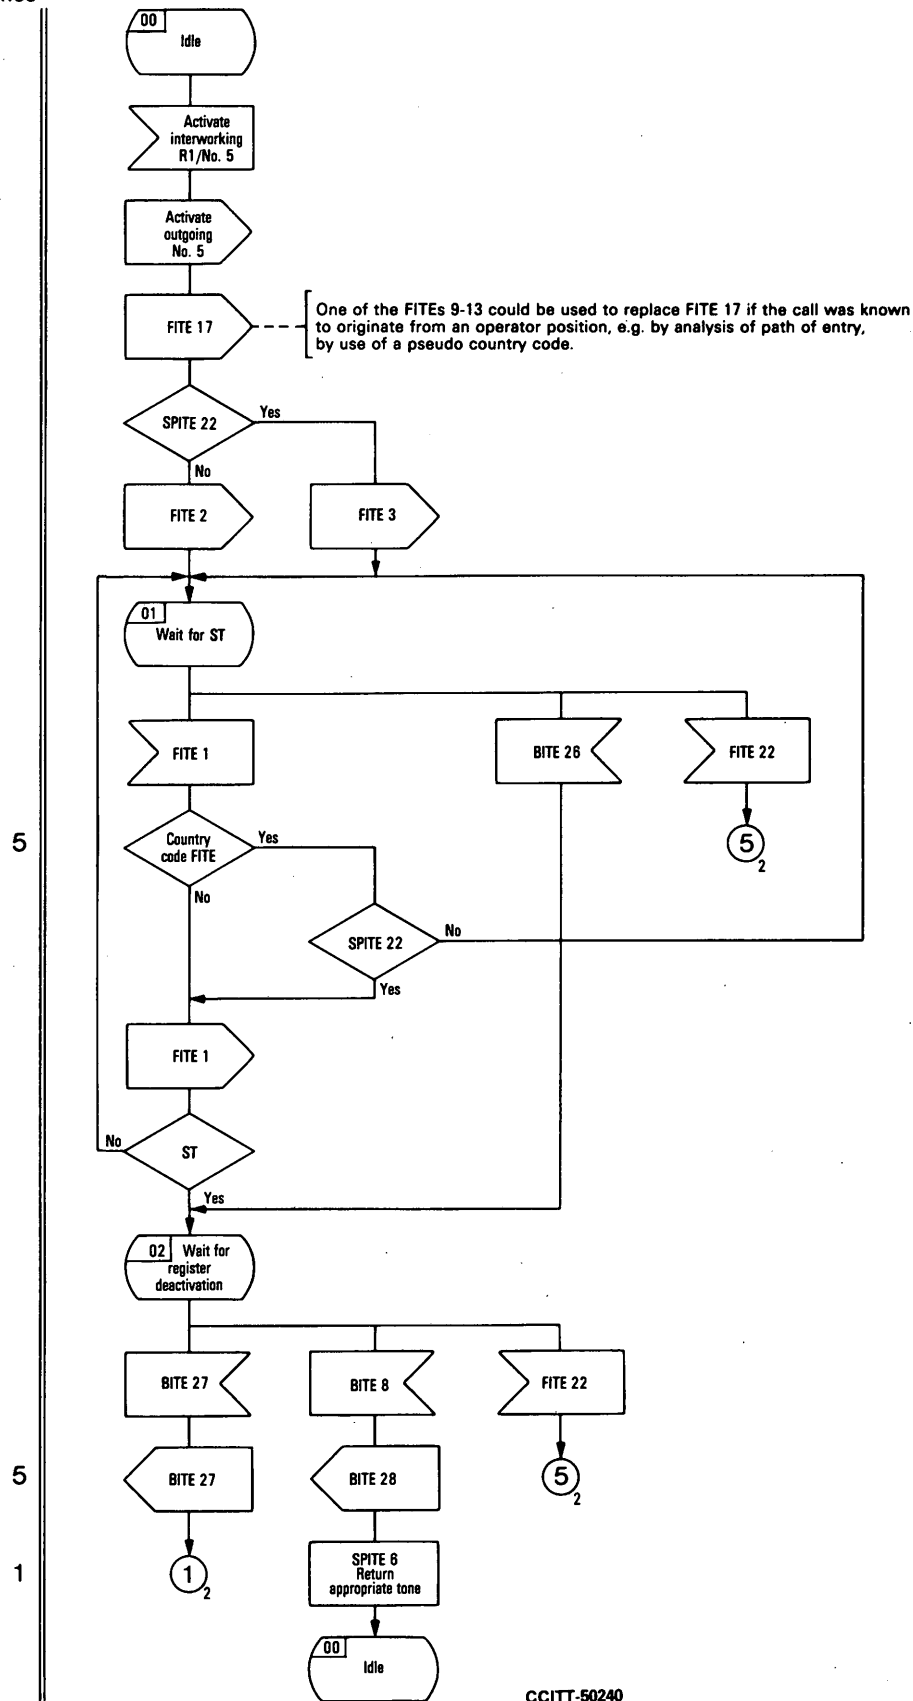 00
Idle
Activate
interworking
R1/No. 5
Activate
outgoing
No. 5
FITE 17
One of the FITEs 9-13 could be used to replace FITE 17 if the call was known
to originate from an operator position, e.g. by analysis of path of entry,
by use of a pseudo country code.
SPITE 22
Yes
No
FITE 2
FITE 3
01
Wait for ST
FITE 1
BITE 26
FITE 22
5
Country
code FITE
Yes
5
2
No
SPITE 22
No
Yes
FITE 1
No
ST
Yes
02 Wait for
register
deactivation
BITE 27
BITE 8
FITE 22
5
BITE 27
BITE 28
5
2
1
1
2
SPITE 6
Return
appropriate tone
00
Idle
CCITT-50240